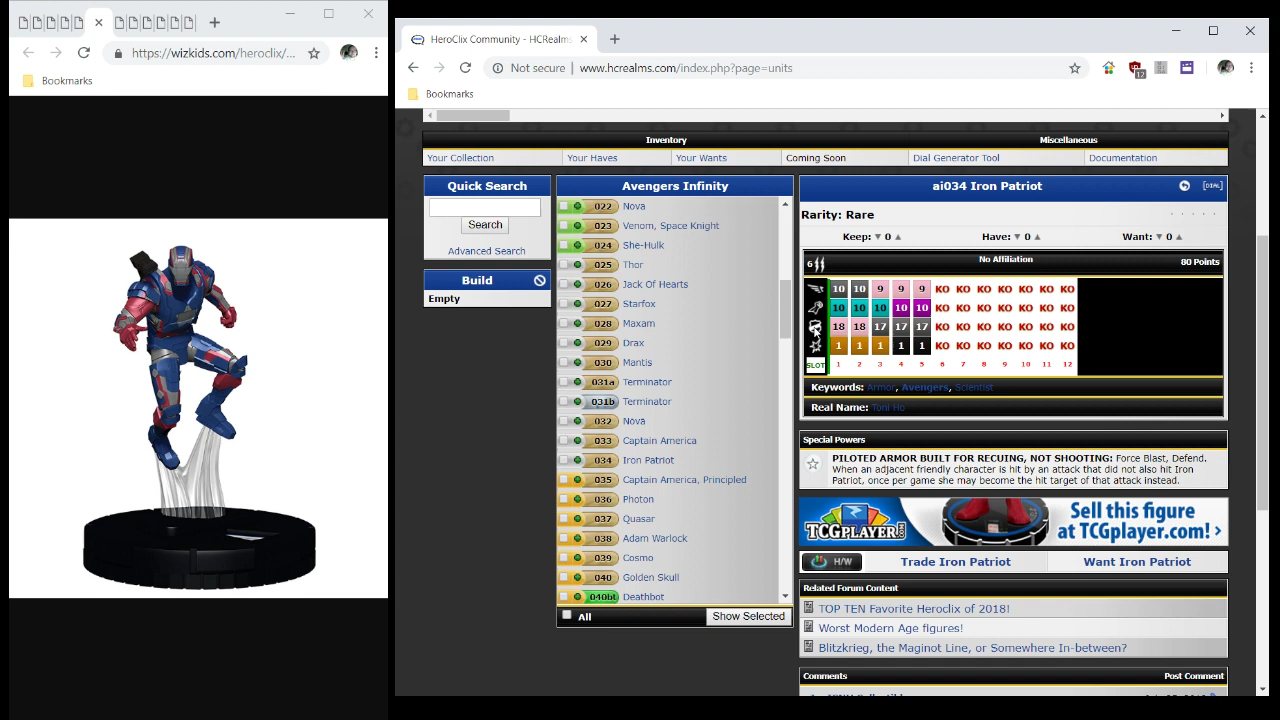 https://wizkids.com/heroclix/...
Bookmarks
HeroClix Community - HCRealms
Not secure | www.hcrealms.com/index.php?page=units
12
Bookmarks
Inventory Miscellaneous
Your Collection Your Haves Your Wants Coming Soon Dial Generator Tool Documentation
Quick Search
Search
Advanced Search
Build
Empty
Avengers Infinity
022 Nova
023 Venom, Space Knight
024 She-Hulk
025 Thor
026 Jack Of Hearts
027 Starfox
028 Maxam
029 Drax
030 Mantis
031a Terminator
031b Terminator
032 Nova
033 Captain America
034 Iron Patriot
035 Captain America, Principled
036 Photon
037 Quasar
038 Adam Warlock
039 Cosmo
040 Golden Skull
040bt Deathbot
All Show Selected
ai034 Iron Patriot [DIAL]
Rarity: Rare
Keep: 0 Have: 0 Want: 0
6 No Affiliation 80 Points
10 10 9 9 9 KO KO KO KO KO KO KO
10 10 10 10 10 KO KO KO KO KO KO KO
18 18 17 17 17 KO KO KO KO KO KO KO
1 1 1 1 1 KO KO KO KO KO KO KO
SLOT 1 2 3 4 5 6 7 8 9 10 11 12
Keywords: Armor, Avengers, Scientist
Real Name: Toni Ho
Special Powers
PILOTED ARMOR BUILT FOR RECUING, NOT SHOOTING: Force Blast, Defend.
When an adjacent friendly character is hit by an attack that did not also hit Iron
Patriot, once per game she may become the hit target of that attack instead.
TCGPLAYER.COM
Sell this figure
at TCGplayer.com! ›
H/W Trade Iron Patriot Want Iron Patriot
Related Forum Content
TOP TEN Favorite Heroclix of 2018!
Worst Modern Age figures!
Blitzkrieg, the Maginot Line, or Somewhere In-between?
Comments Post Comment